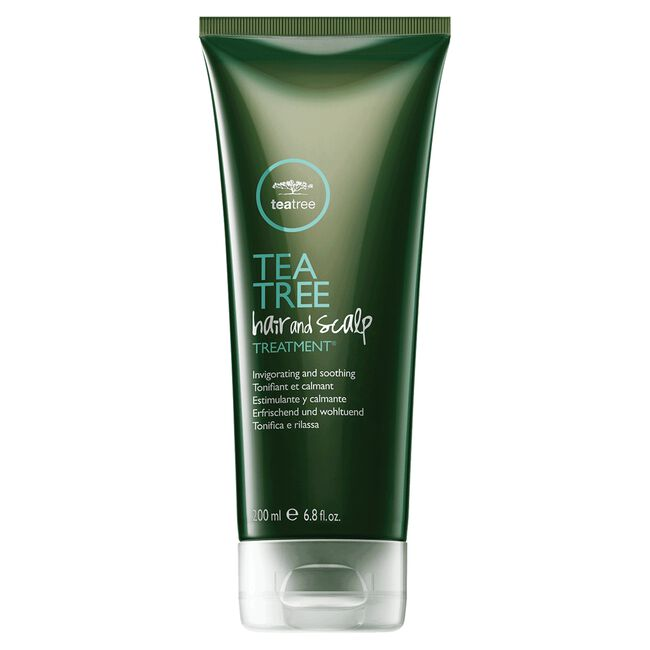 teatree
TEA
TREE
hair and scalp
TREATMENT®
Invigorating and soothing
Tonifiant et calmant
Estimulante y calmante
Erfrischend und wohltuend
Tonifica e rilassa
200 ml ℮ 6.8 fl. oz.